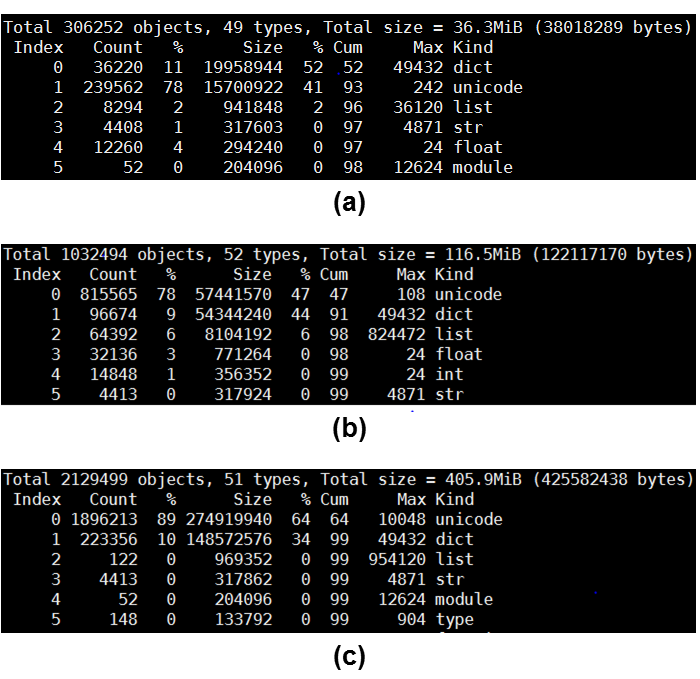 Total 306252 objects, 49 types, Total size = 36.3MiB (38018289 bytes)
Index Count % Size % Cum Max Kind
0 36220 11 19958944 52 52 49432 dict
1 239562 78 15700922 41 93 242 unicode
2 8294 2 941848 2 96 36120 list
3 4408 1 317603 0 97 4871 str
4 12260 4 294240 0 97 24 float
5 52 0 204096 0 98 12624 module
(a)
Total 1032494 objects, 52 types, Total size = 116.5MiB (122117170 bytes)
Index Count % Size % Cum Max Kind
0 815565 78 57441570 47 47 108 unicode
1 96674 9 54344240 44 91 49432 dict
2 64392 6 8104192 6 98 824472 list
3 32136 3 771264 0 98 24 float
4 14848 1 356352 0 99 24 int
5 4413 0 317924 0 99 4871 str
(b)
Total 2129499 objects, 51 types, Total size = 405.9MiB (425582438 bytes)
Index Count % Size % Cum Max Kind
0 1896213 89 274919940 64 64 10048 unicode
1 223356 10 148572576 34 99 49432 dict
2 122 0 969352 0 99 954120 list
3 4413 0 317862 0 99 4871 str
4 52 0 204096 0 99 12624 module
5 148 0 133792 0 99 904 type
(c)